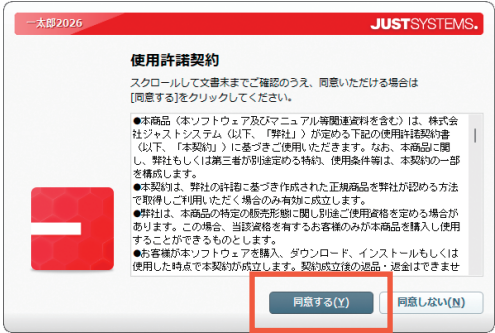 一太郎2026
JUSTSYSTEMS.
使用許諾契約
スクロールして文書末までご確認のうえ、同意いただける場合は
[同意する]をクリックしてください。
●本商品（本ソフトウェア及びマニュアル等関連資料を含む）は、株式会
社ジャストシステム（以下、「弊社」）が定める下記の使用許諾契約書
（以下、「本契約」）に基づきご使用いただきます。なお、本商品に関
し、弊社もしくは第三者が別途定める特約、使用条件等は、本契約の一部
を構成します。
●本契約は、弊社の許諾に基づき作成された正規商品を弊社が認める方法
で取得しご利用いただく場合のみ有効に成立します。
●弊社は、本商品の特定の販売形態に関し別途ご使用資格を定める場合が
あります。この場合、当該資格を有するお客様のみが本商品を購入し使用
することができるものとします。
●お客様が本ソフトウェアを購入、ダウンロード、インストールもしくは
使用した時点で本契約が成立します。契約成立後の返品・返金はできませ
同意する(Y)
同意しない(N)